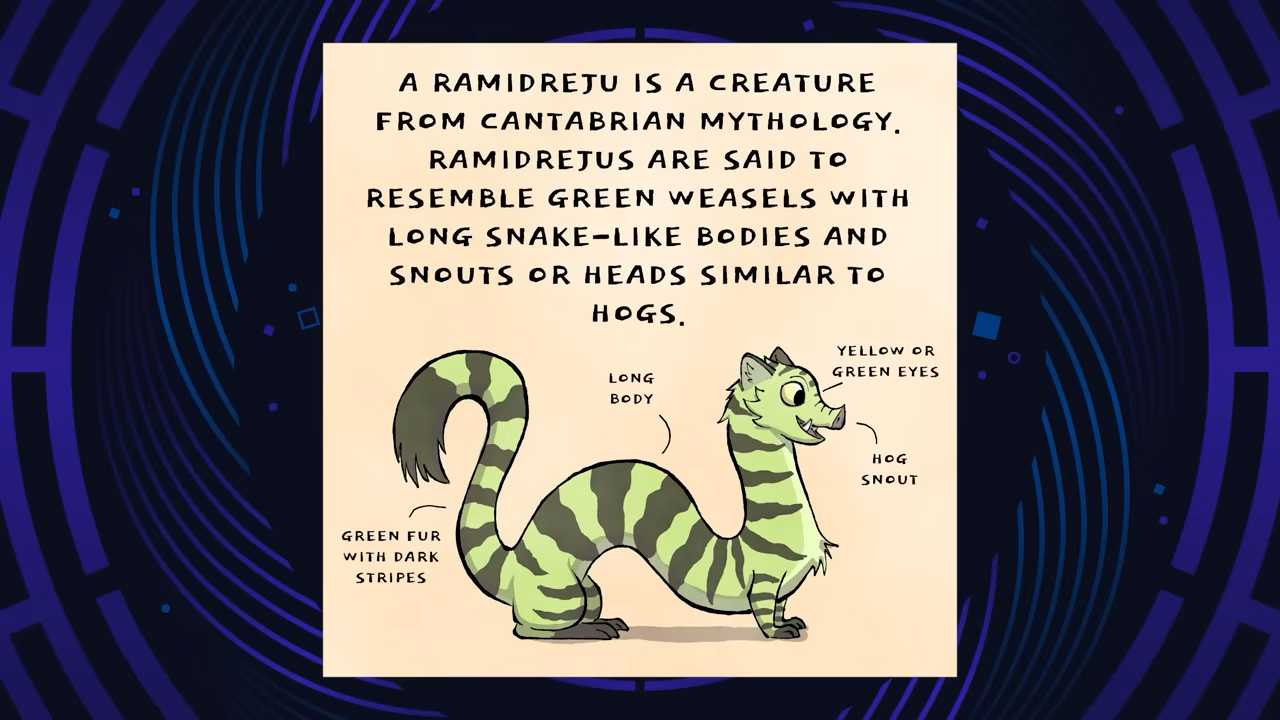 A RAMIDREJU IS A CREATURE
FROM CANTABRIAN MYTHOLOGY.
RAMIDREJUS ARE SAID TO
RESEMBLE GREEN WEASELS WITH
LONG SNAKE-LIKE BODIES AND
SNOUTS OR HEADS SIMILAR TO
HOGS.
YELLOW OR
GREEN EYES
LONG
BODY
HOG
SNOUT
GREEN FUR
WITH DARK
STRIPES